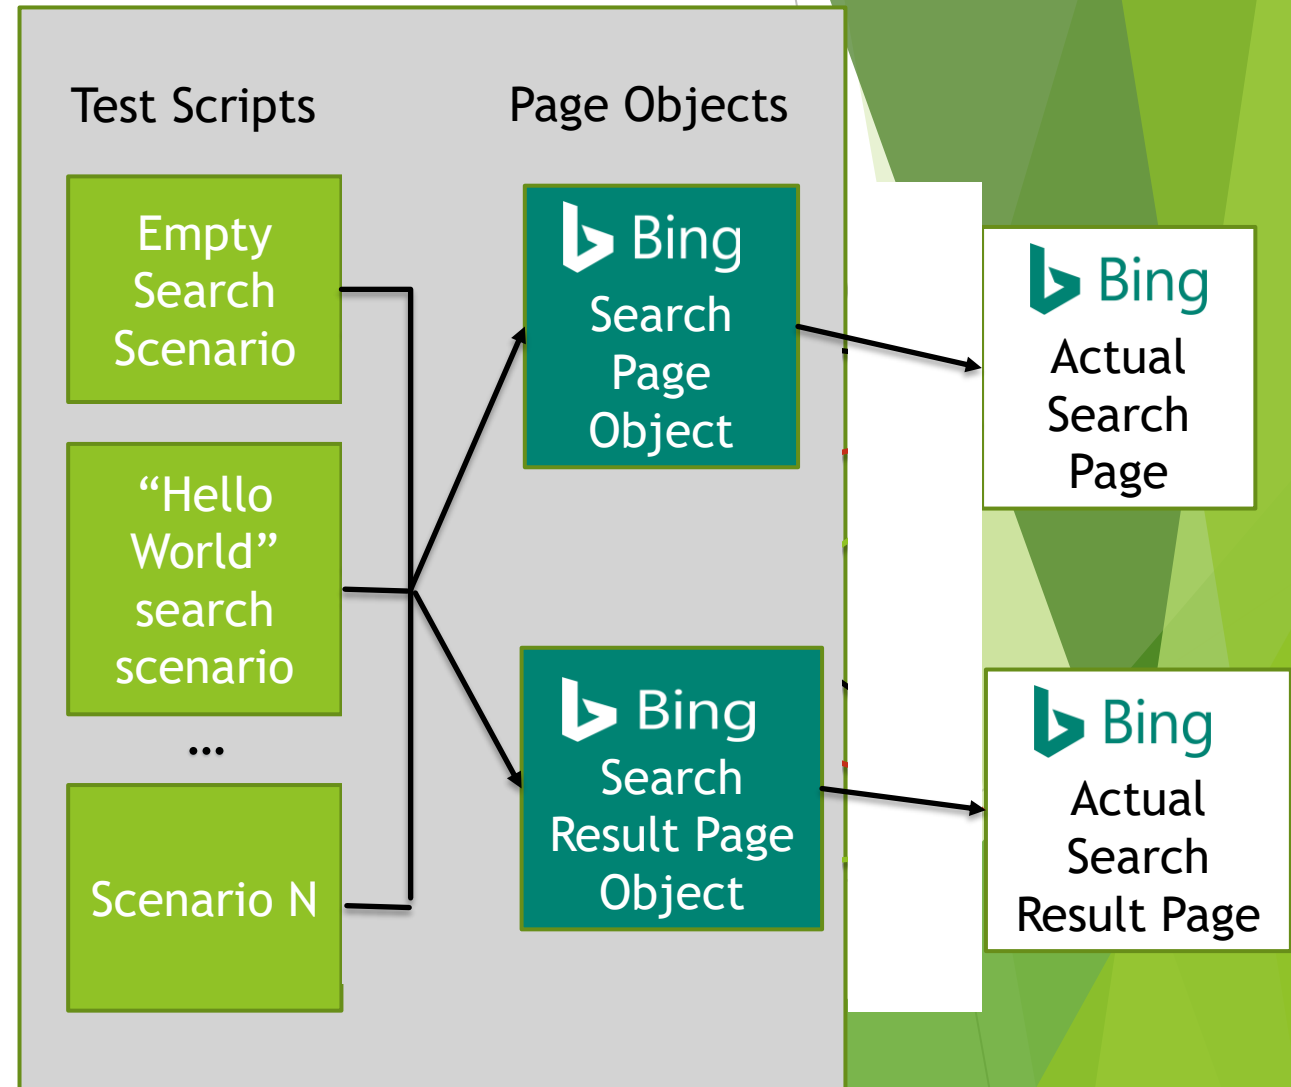 Test Scripts
Page Objects
Empty
Search
Scenario
“Hello
World”
search
scenario
…
Scenario N
Bing
Search
Page
Object
Bing
Search
Result Page
Object
Bing
Actual
Search
Page
Bing
Actual
Search
Result Page